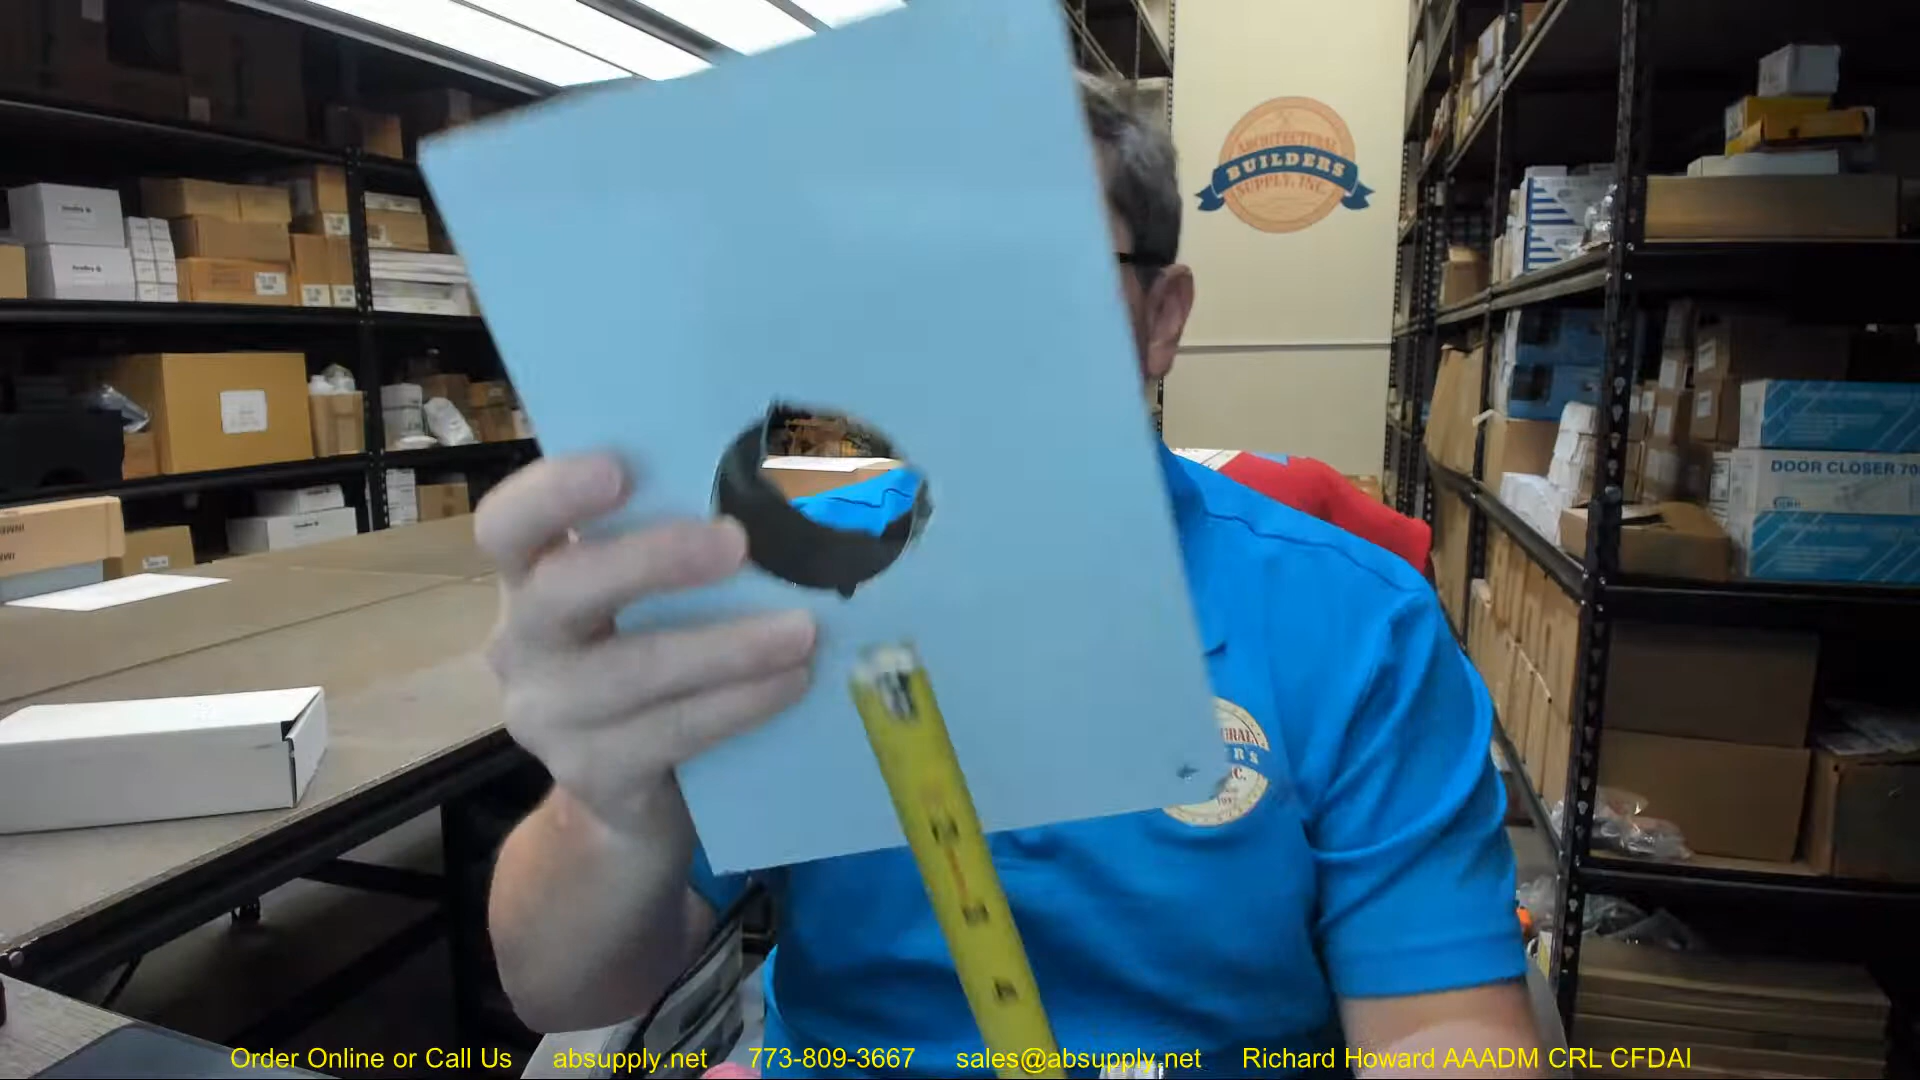 ARCHITECTURAL
BUILDERS
SUPPLY, INC.
DOOR CLOSER 70
Order Online or Call Us absupply.net 773-809-3667 sales@absupply.net Richard Howard AAADM CRL CFDAI